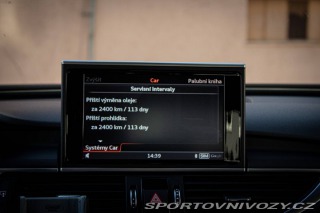 Zvýšit
Car
Palubní kniha
Servisní intervaly
Příští výměna oleje:
za 2400 km / 113 dny
Příští prohlídka:
za 2400 km / 113 dny
Systémy Car
14:39
SPORTOVNIVOZY.CZ